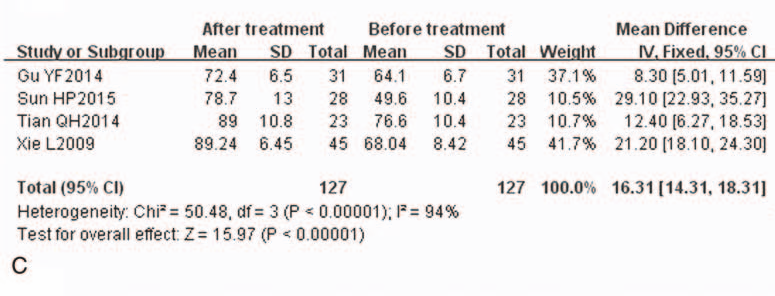 After treatment Before treatment Mean Difference
Study or Subgroup Mean SD Total Mean SD Total Weight IV, Fixed, 95% CI
Gu YF2014 72.4 6.5 31 64.1 6.7 31 37.1% 8.30 [5.01, 11.59]
Sun HP2015 78.7 13 28 49.6 10.4 28 10.5% 29.10 [22.93, 35.27]
Tian QH2014 89 10.8 23 76.6 10.4 23 10.7% 12.40 [6.27, 18.53]
Xie L2009 89.24 6.45 45 68.04 8.42 45 41.7% 21.20 [18.10, 24.30]
Total (95% CI) 127 127 100.0% 16.31 [14.31, 18.31]
Heterogeneity: Chi² = 50.48, df = 3 (P < 0.00001); I² = 94%
Test for overall effect: Z = 15.97 (P < 0.00001)
C